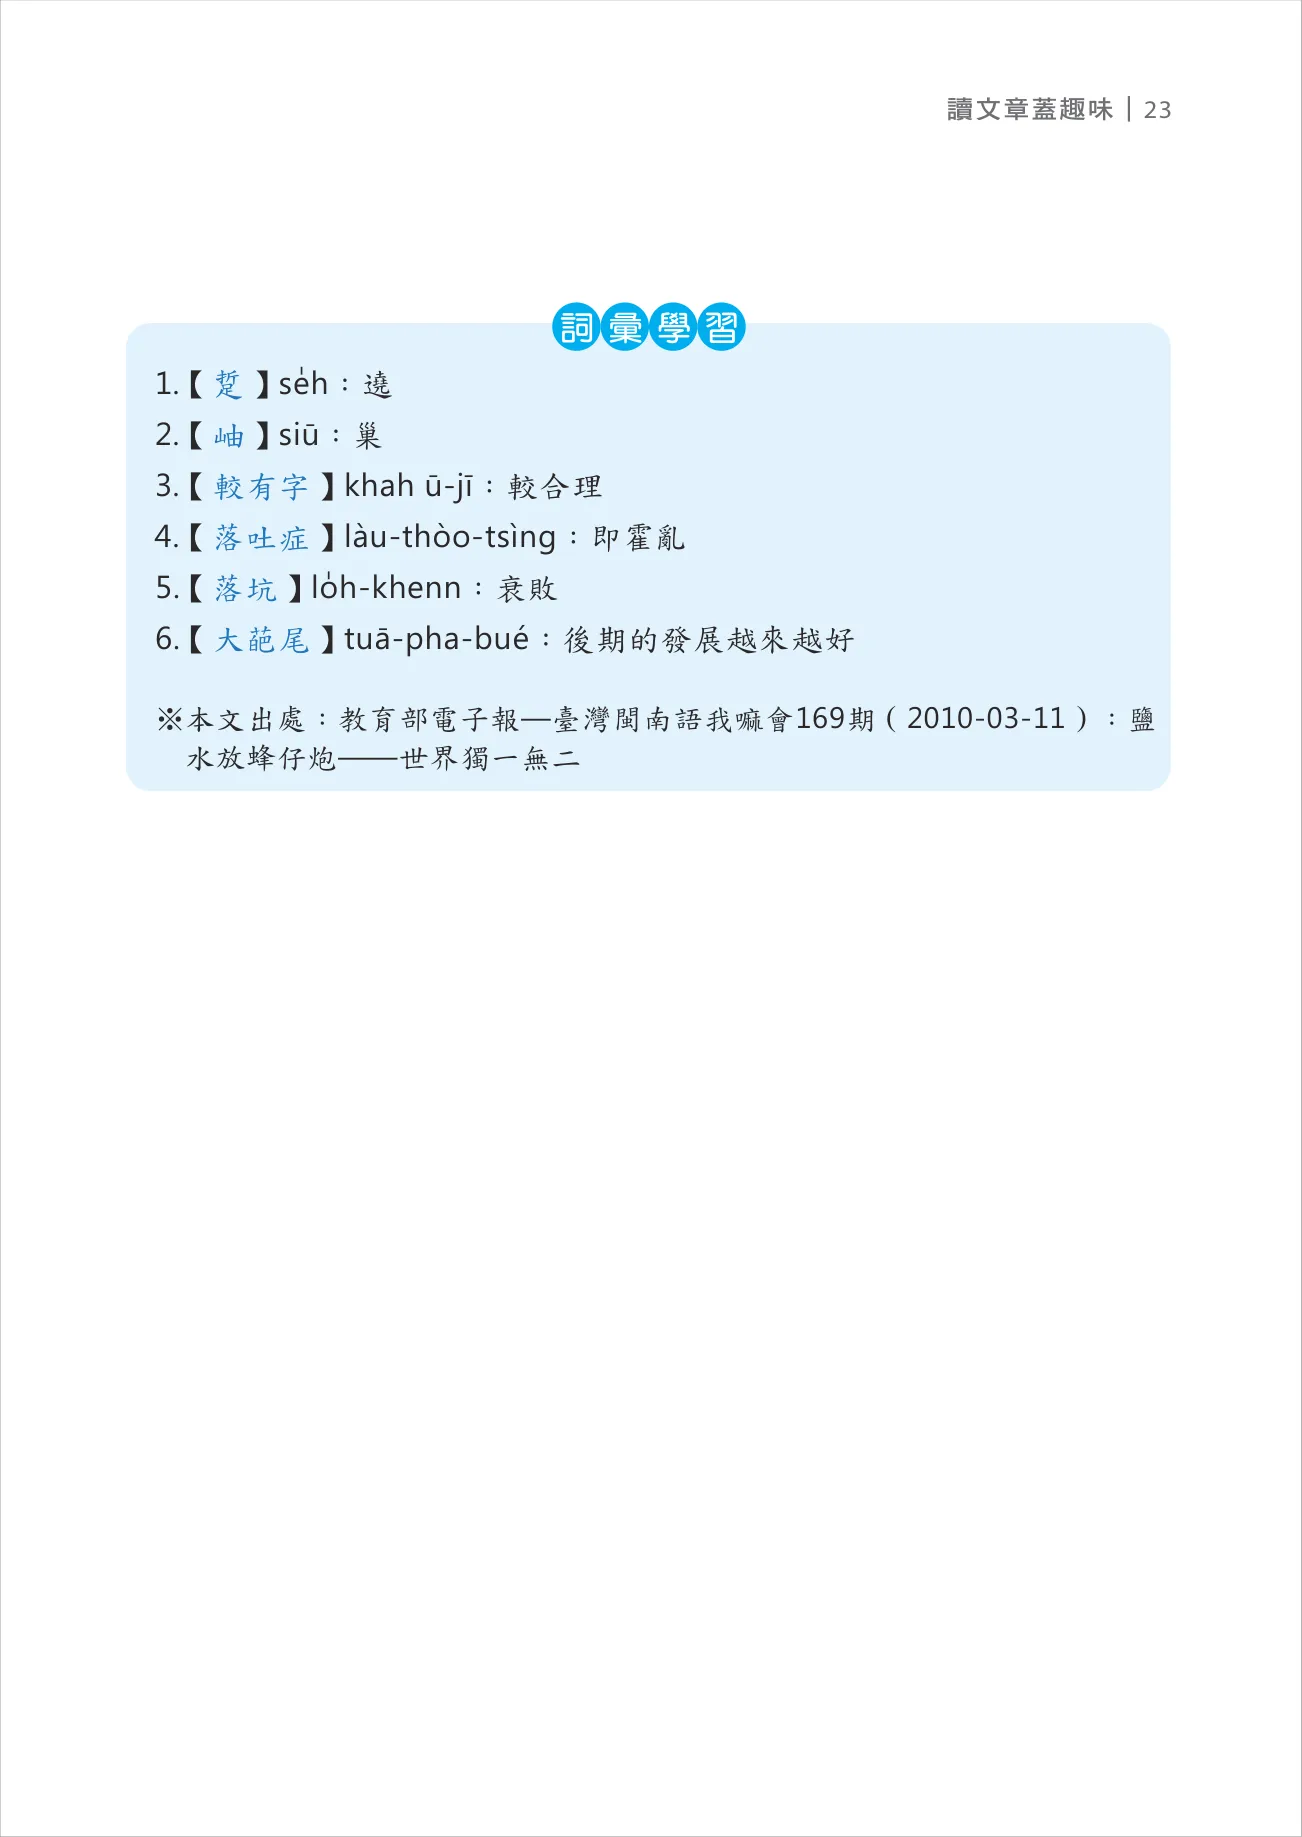 讀文章蓋趣味｜23
詞彙學習
1.【踅】se̍h：遶
2.【岫】siū：巢
3.【較有字】khah ū-jī：較合理
4.【落吐症】làu-thòo-tsìng：即霍亂
5.【落坑】lo̍h-khenn：衰敗
6.【大葩尾】tuā-pha-bué：後期的發展越來越好
※本文出處：教育部電子報—臺灣閩南語我嘛會169期（2010-03-11）：鹽
水放蜂仔炮——世界獨一無二